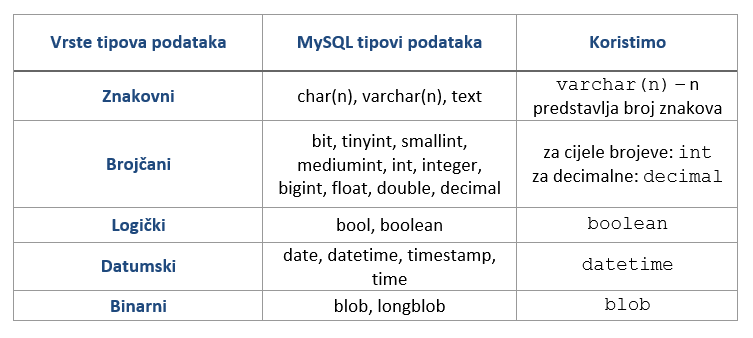 Vrste tipova podataka
MySQL tipovi podataka
Koristimo
Znakovni
char(n), varchar(n), text
varchar(n) – n
predstavlja broj znakova
Brojčani
bit, tinyint, smallint,
mediumint, int, integer,
bigint, float, double, decimal
za cijele brojeve: int
za decimalne: decimal
Logički
bool, boolean
boolean
Datumski
date, datetime, timestamp,
time
datetime
Binarni
blob, longblob
blob